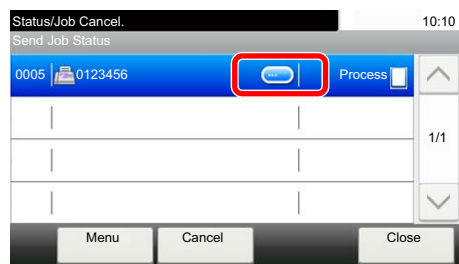 Status/Job Cancel. 10:10
Send Job Status
0005 0123456 ... Process
1/1
Menu Cancel Close